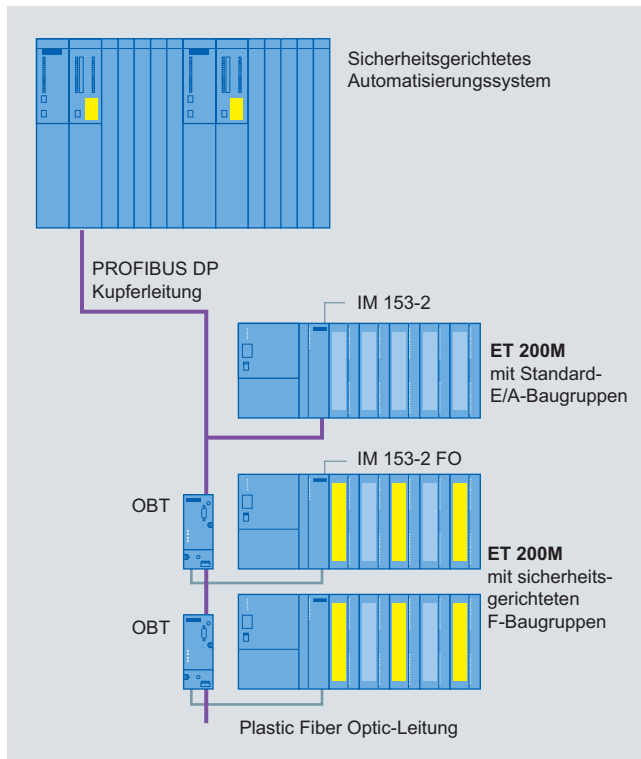 Sicherheitsgerichtetes
Automatisierungssystem
PROFIBUS DP
Kupferleitung
IM 153-2
ET 200M
mit Standard-
E/A-Baugruppen
IM 153-2 FO
OBT
ET 200M
mit sicherheits-
gerichteten
F-Baugruppen
OBT
Plastic Fiber Optic-Leitung